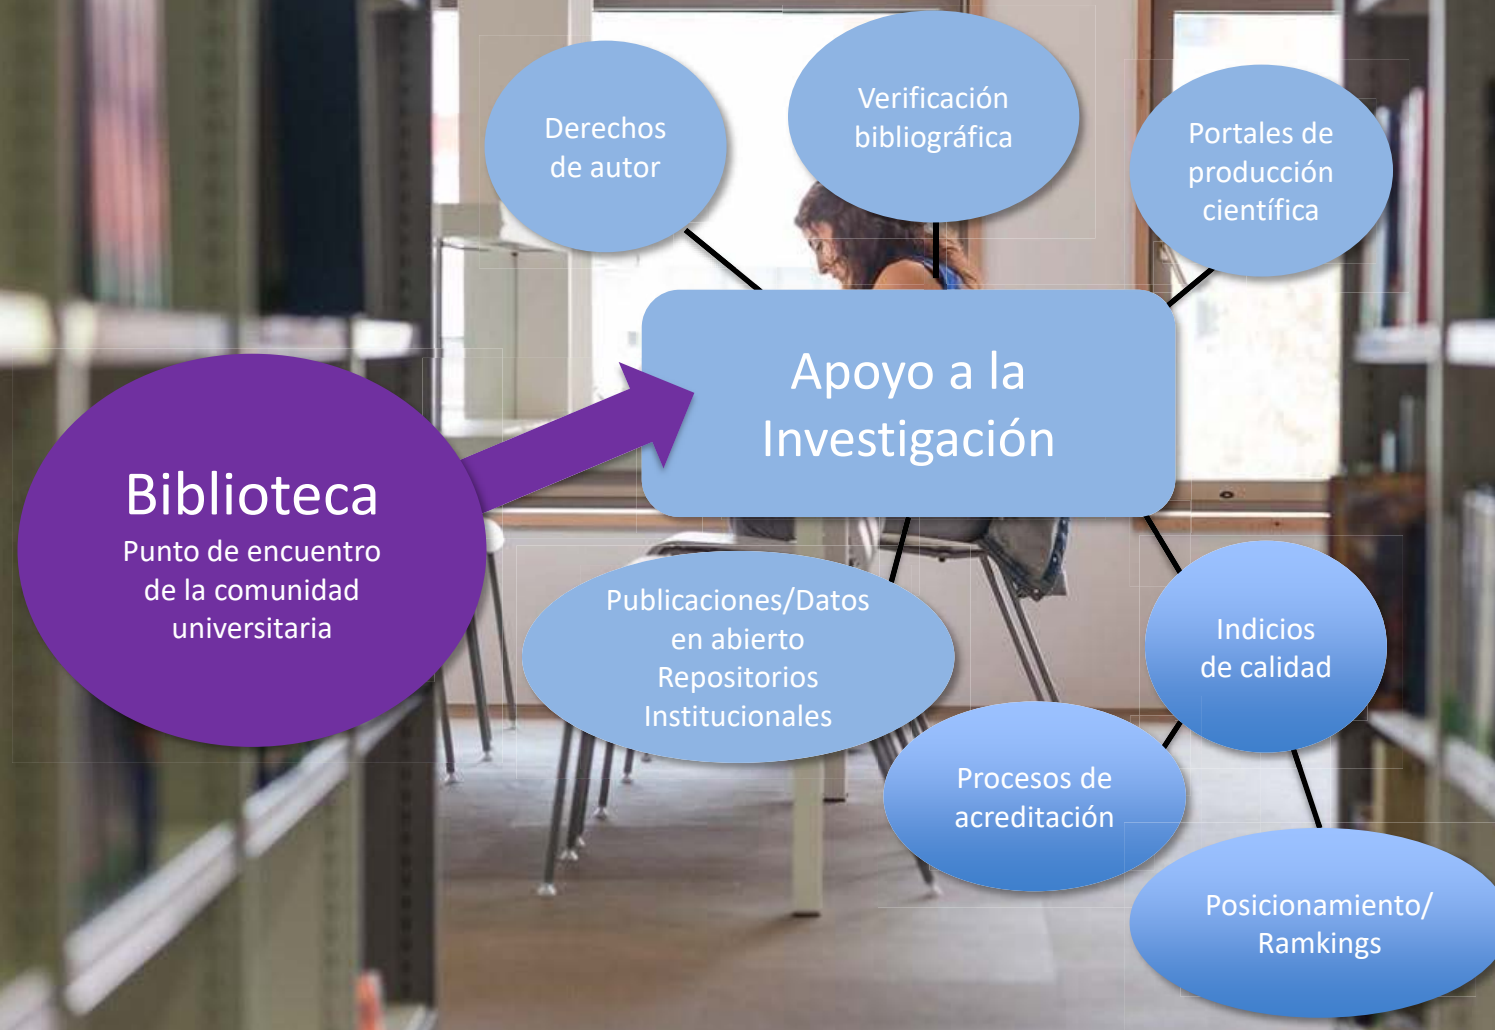 Derechos
de autor
Verificación
bibliográfica
Portales de
producción
científica
Apoyo a la
Investigación
Biblioteca
Punto de encuentro
de la comunidad
universitaria
Publicaciones/Datos
en abierto
Repositorios
Institucionales
Indicios
de calidad
Procesos de
acreditación
Posicionamiento/
Ramkings